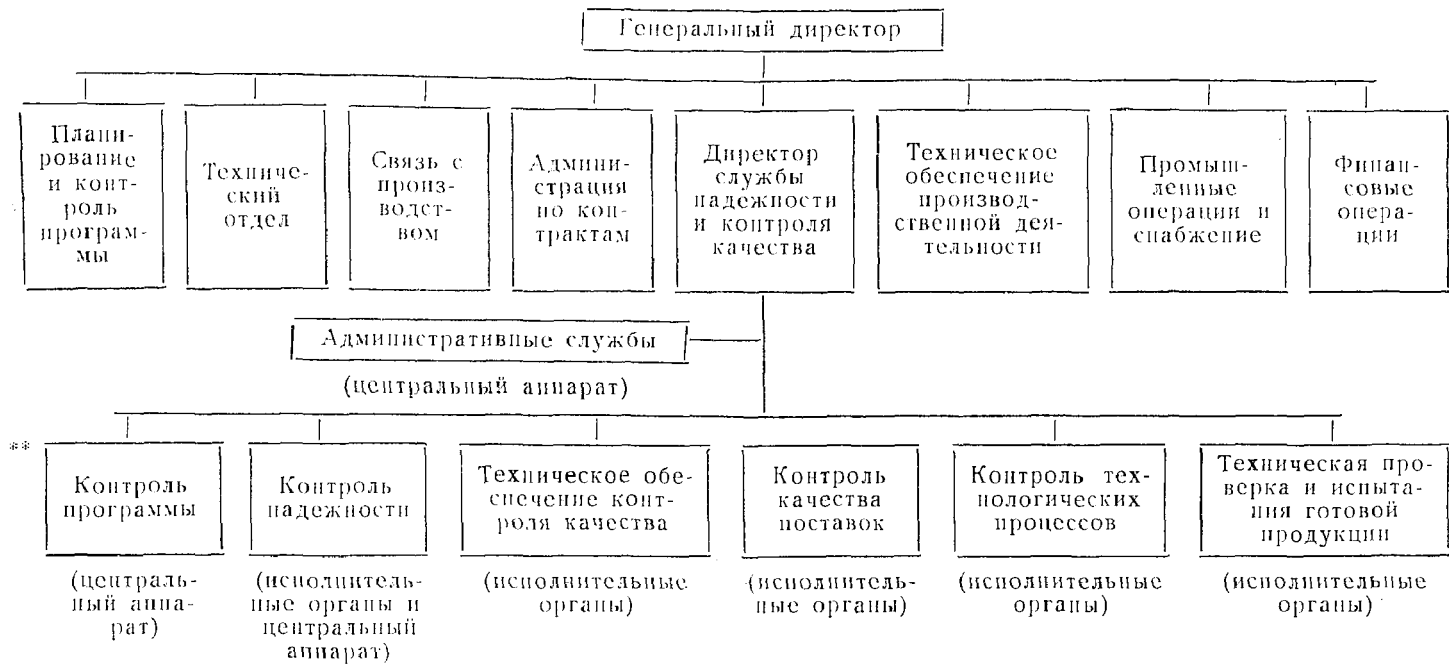 Генеральный директор
Плани-
рование
и конт-
роль
програм-
мы
Техниче-
ский
отдел
Связь с
произ-
водст-
вом
Админи-
страция
по кон-
трактам
Директор
службы
надежности
и контроля
качества
Техническое
обеспечение
производ-
ственной дея-
тельности
Промыш-
ленные
операции и
снабжение
Финан-
совые
опера-
ции
Административные службы
(центральный аппарат)
**
Контроль
программы
Контроль
надежности
Техническое обе-
спечение конт-
роля качества
Контроль
качества
поставок
Контроль тех-
нологических
процессов
Техническая про-
верка и испыта-
ния готовой
продукции
(централь-
ный аппа-
рат)
(исполнитель-
ные органы и
центральный
аппарат)
(исполнительные
органы)
(исполнитель-
ные органы)
(исполнительные
органы)
(исполнительные
органы)